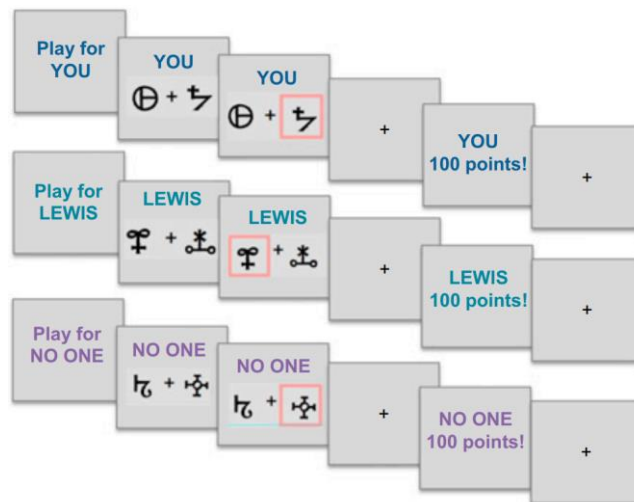 Play for
YOU
YOU
+
YOU
+
+
YOU
100 points!
+
Play for
LEWIS
LEWIS
+
LEWIS
+
+
LEWIS
100 points!
+
Play for
NO ONE
NO ONE
+
NO ONE
+
+
NO ONE
100 points!
+